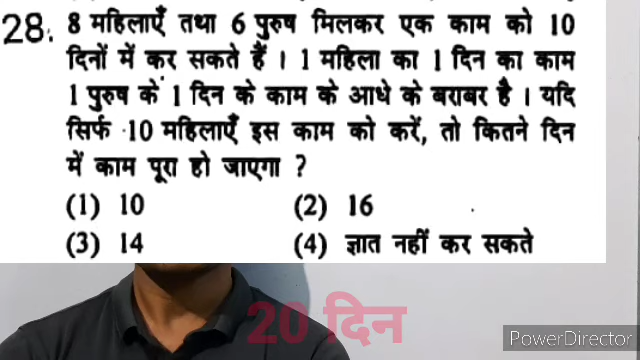 28. 8 महिलाएँ तथा 6 पुरुष मिलकर एक काम को 10
दिनों में कर सकते हैं । 1 महिला का 1 दिन का काम
1 पुरुष के 1 दिन के काम के आधे के बराबर है । यदि
सिर्फ 10 महिलाएँ इस काम को करें, तो कितने दिन
में काम पूरा हो जाएगा ?
(1) 10 (2) 16
(3) 14 (4) ज्ञात नहीं कर सकते
20 दिन
PowerDirector